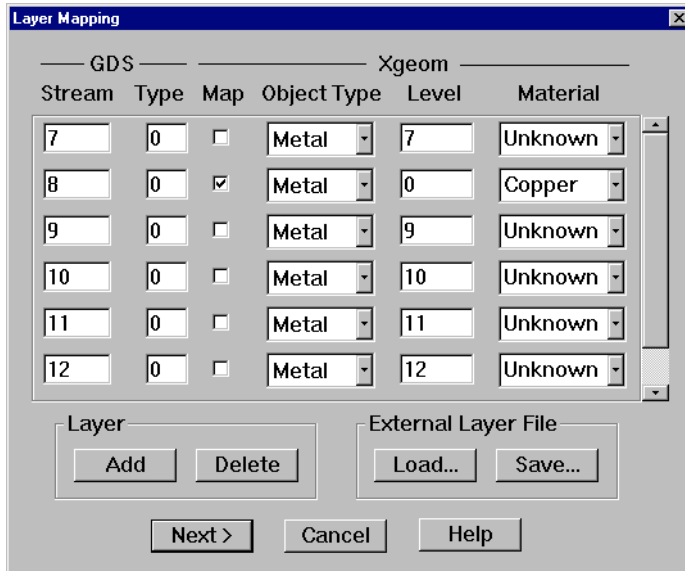 Layer Mapping
GDS Xgeom
Stream Type Map Object Type Level Material
7 0 Metal 7 Unknown
8 0 Metal 0 Copper
9 0 Metal 9 Unknown
10 0 Metal 10 Unknown
11 0 Metal 11 Unknown
12 0 Metal 12 Unknown
Layer External Layer File
Add Delete Load... Save...
Next > Cancel Help